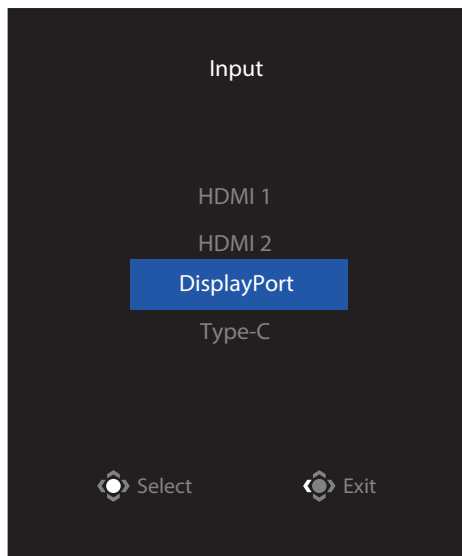 Input
HDMI 1
HDMI 2
DisplayPort
Type-C
Select Exit